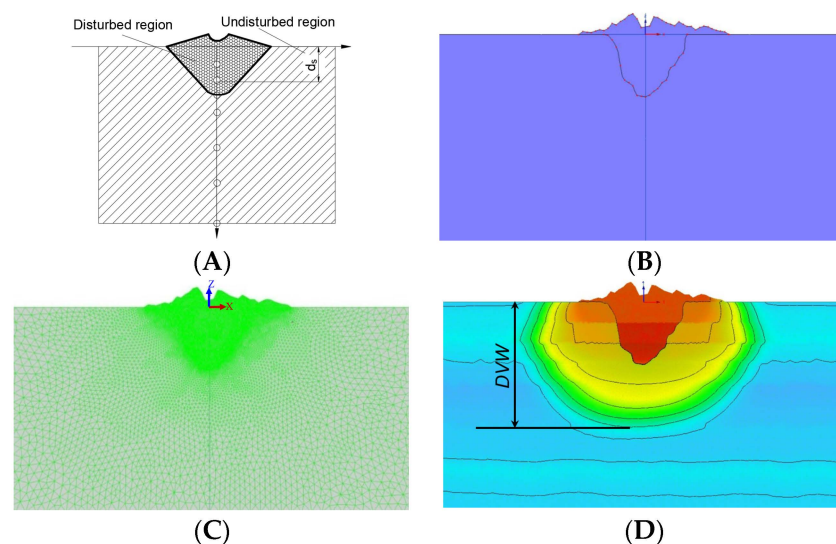 Disturbed region
Undisturbed region
ds
(A)
(B)
Z
X
DVW
(C)
(D)